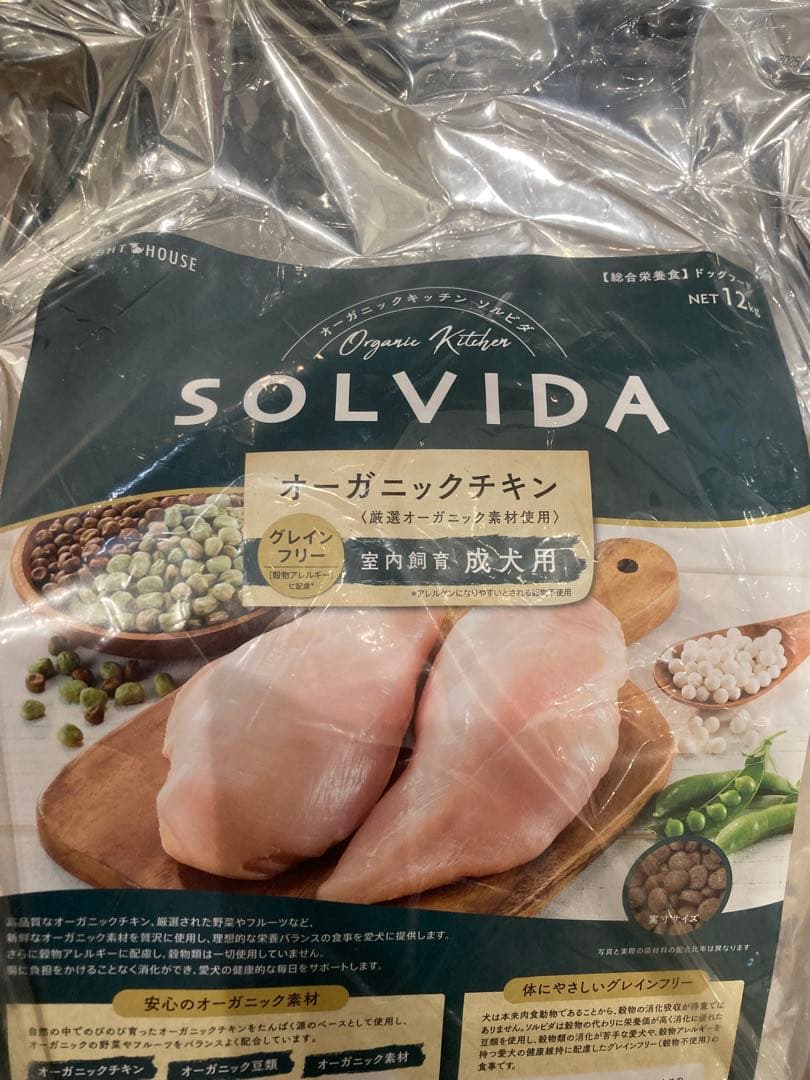 GHT HOUSE
【総合栄養食】ドッグフード
NET 12kg
オーガニックキッチン ソルビダ
Organic Kitchen
SOLVIDA
オーガニックチキン
〈厳選オーガニック素材使用〉
グレイン
フリー
[穀物アレルギー]
に配慮*
室内飼育 成犬用
*アレルゲンになりやすいとされる穀物不使用
実寸サイズ
写真と実際の原材料の配合比率は異なります
高品質なオーガニックチキン、厳選された野菜やフルーツなど、
新鮮なオーガニック素材を贅沢に使用し、理想的な栄養バランスの食事を愛犬に提供します。
さらに穀物アレルギーに配慮し、穀物類は一切使用していません。
腸に負担をかけることなく消化ができ、愛犬の健康的な毎日をサポートします。
安心のオーガニック素材
自然の中でのびのび育ったオーガニックチキンをたんぱく源のベースとして使用し、
オーガニックの野菜やフルーツをバランスよく配合しています。
オーガニックチキン
オーガニック豆類
オーガニック素材
体にやさしいグレインフリー
犬は本来肉食動物であることから、穀物の消化吸収が得意では
ありません。ソルビダは穀物の代わりに栄養価が高く消化に優れた
豆類を使用し、穀物類の消化が苦手な愛犬や、穀物アレルギーを
持つ愛犬の健康維持に配慮したグレインフリー(穀物不使用)の
食事です。